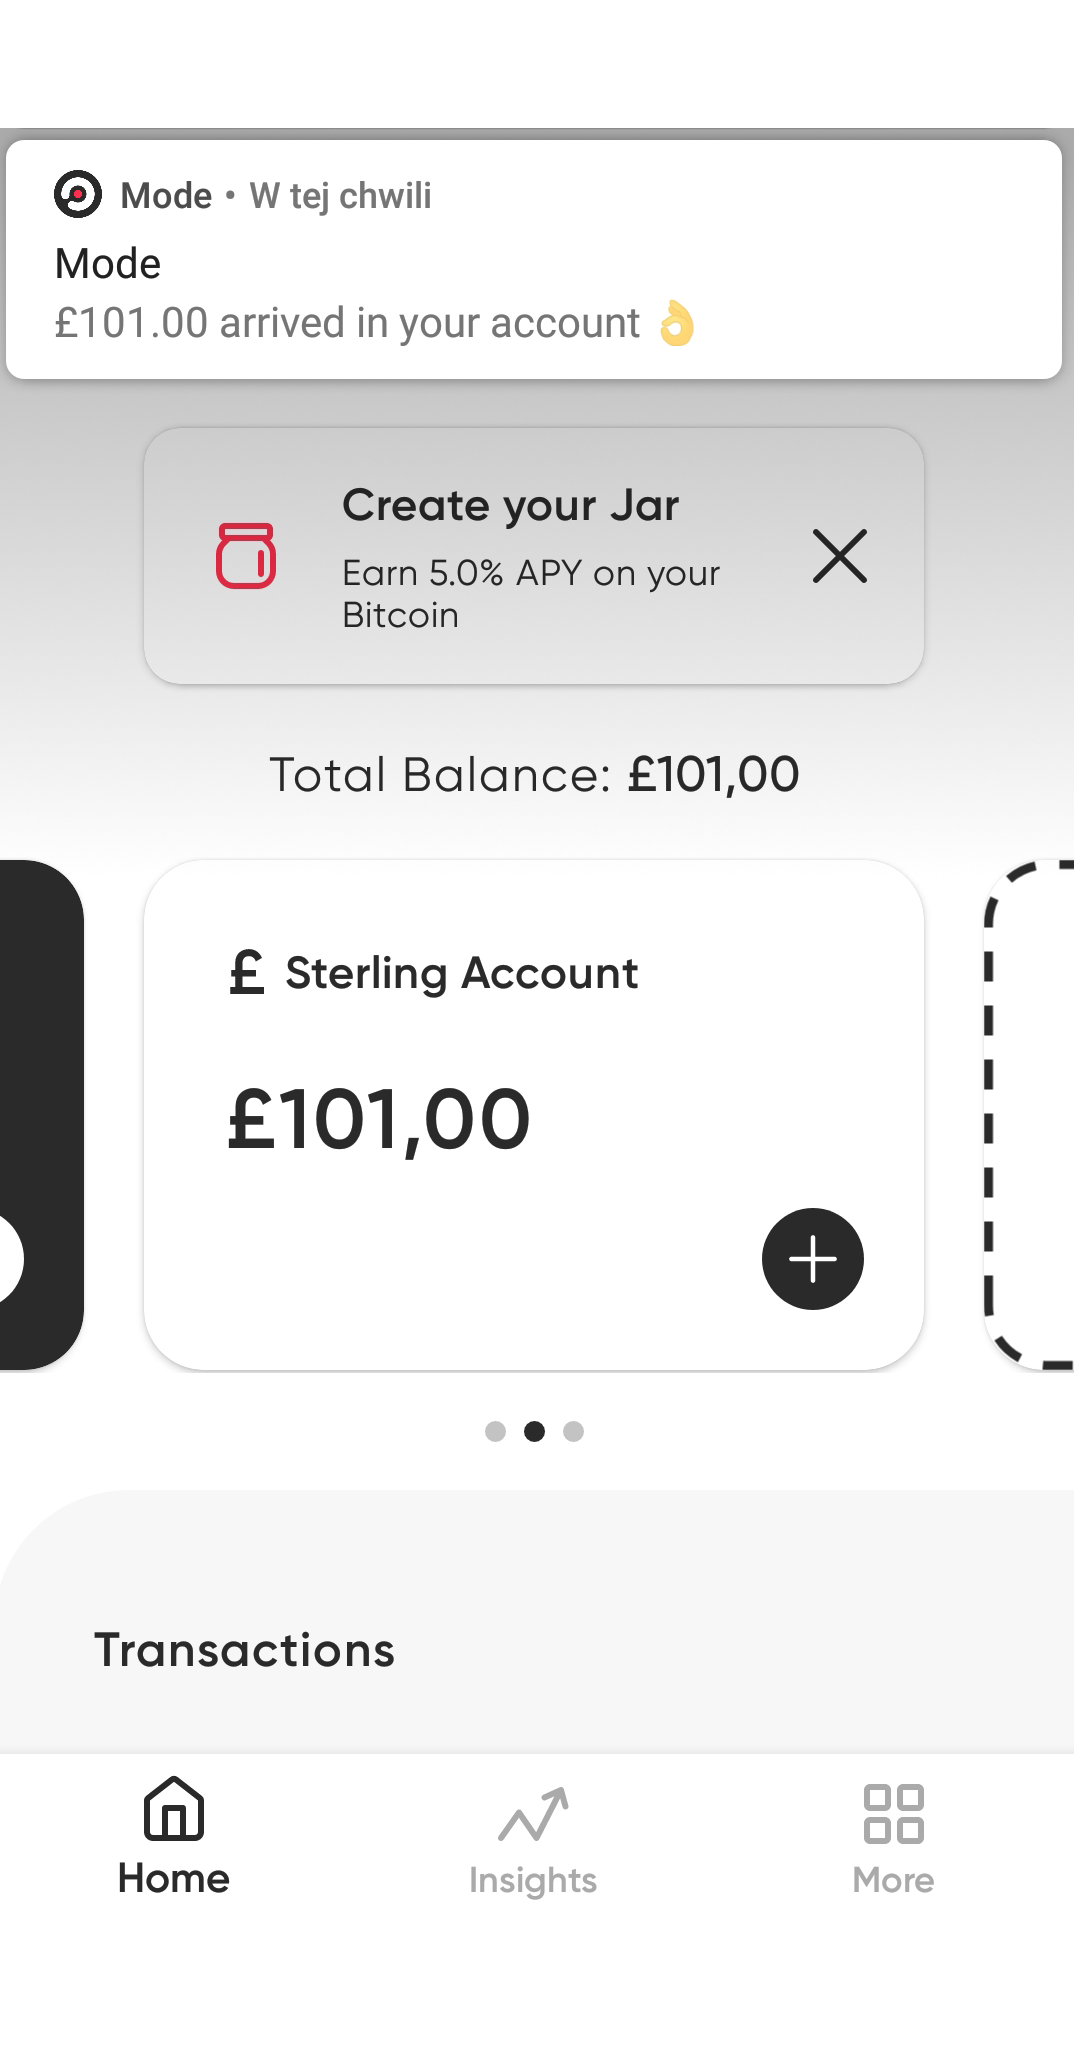 Mode • W tej chwili
Mode
£101.00 arrived in your account 👌
Create your Jar
Earn 5.0% APY on your
Bitcoin
Total Balance: £101,00
£ Sterling Account
£101,00
Transactions
Home
Insights
More